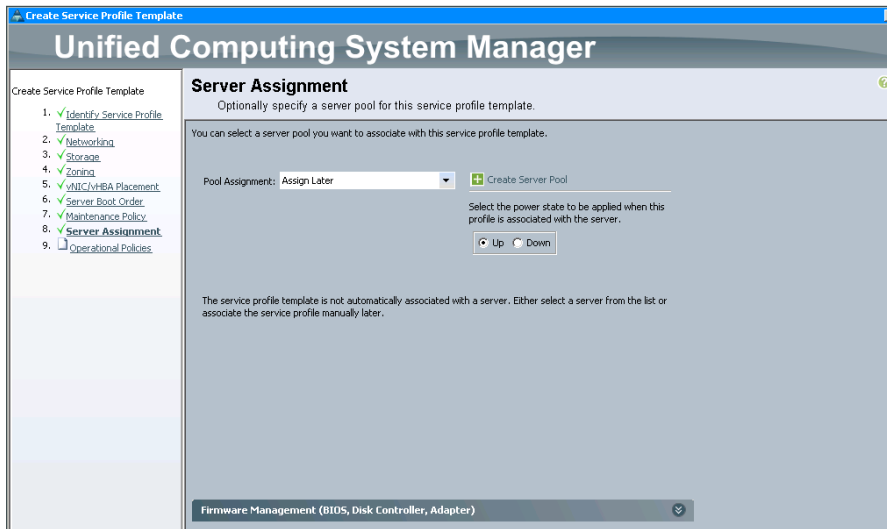 Create Service Profile Template
Unified Computing System Manager
Create Service Profile Template
1. Identify Service Profile
Template
2. Networking
3. Storage
4. Zoning
5. vNIC/vHBA Placement
6. Server Boot Order
7. Maintenance Policy
8. Server Assignment
9. Operational Policies
Server Assignment
Optionally specify a server pool for this service profile template.
You can select a server pool you want to associate with this service profile template.
Pool Assignment: Assign Later
Create Server Pool
Select the power state to be applied when this
profile is associated with the server.
Up Down
The service profile template is not automatically associated with a server. Either select a server from the list or
associate the service profile manually later.
Firmware Management (BIOS, Disk Controller, Adapter)